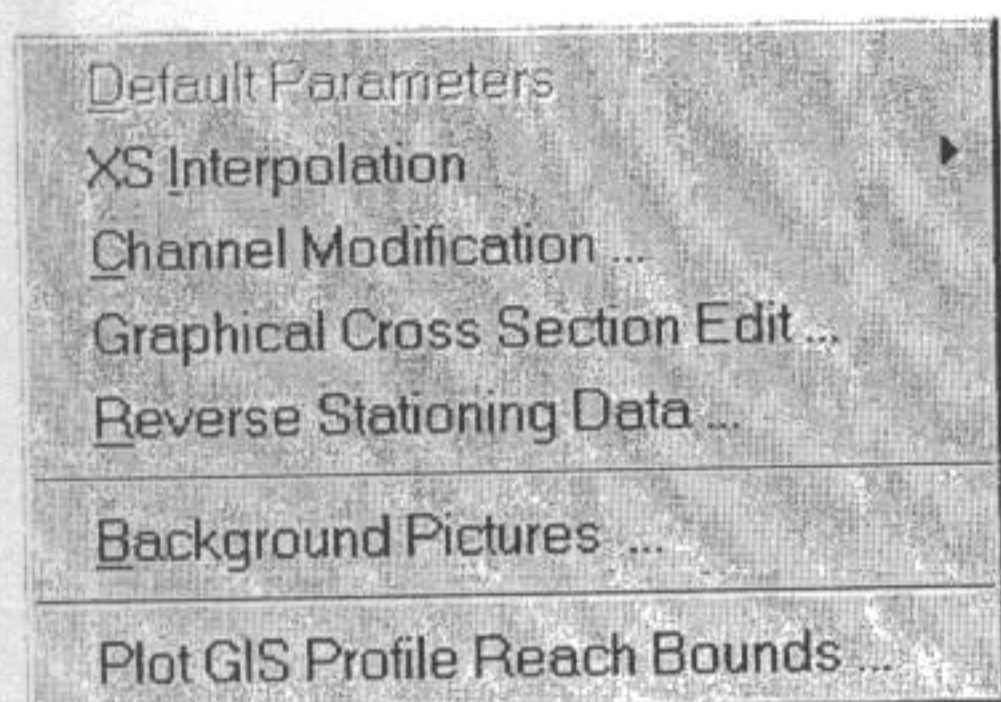 Default Parameters
XS Interpolation
Channel Modification ...
Graphical Cross Section Edit ...
Reverse Stationing Data ...
Background Pictures ...
Plot GIS Profile Reach Bounds ...